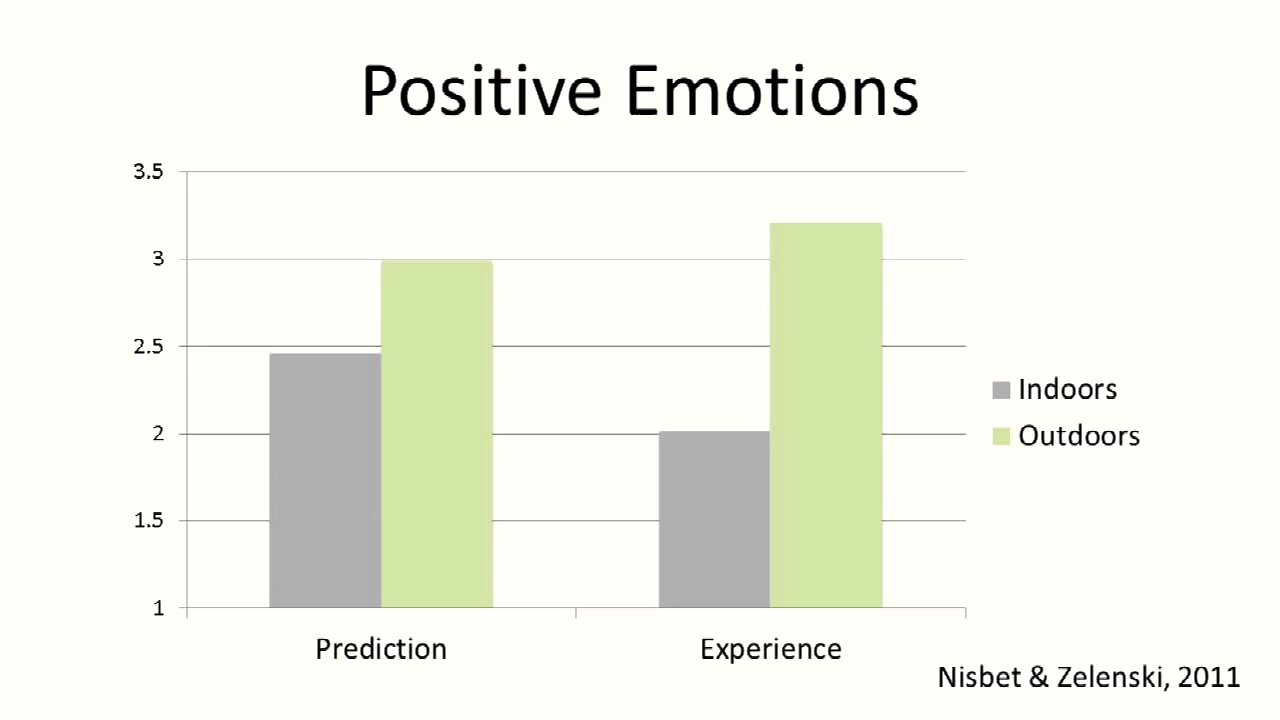 Positive Emotions
3.5
3
2.5
2
1.5
1
Indoors
Outdoors
Prediction
Experience
Nisbet & Zelenski, 2011